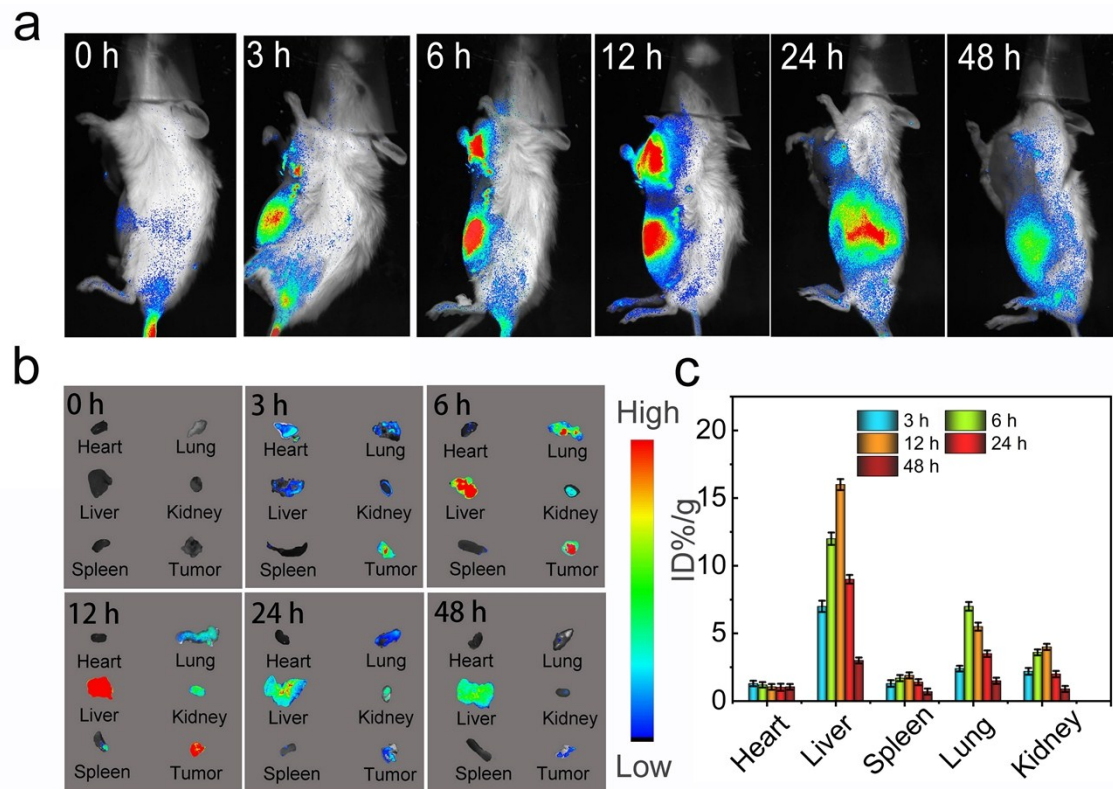 a
0 h
3 h
6 h
12 h
24 h
48 h
b
0 h
Heart
Lung
Liver
Kidney
Spleen
Tumor
3 h
Heart
Lung
Liver
Kidney
Spleen
Tumor
6 h
Heart
Lung
Liver
Kidney
Spleen
Tumor
12 h
Heart
Lung
Liver
Kidney
Spleen
Tumor
24 h
Heart
Lung
Liver
Kidney
Spleen
Tumor
48 h
Heart
Lung
Liver
Kidney
Spleen
Tumor
High
Low
c
ID%/g
20
15
10
5
0
3 h
6 h
12 h
24 h
48 h
Heart
Liver
Spleen
Lung
Kidney